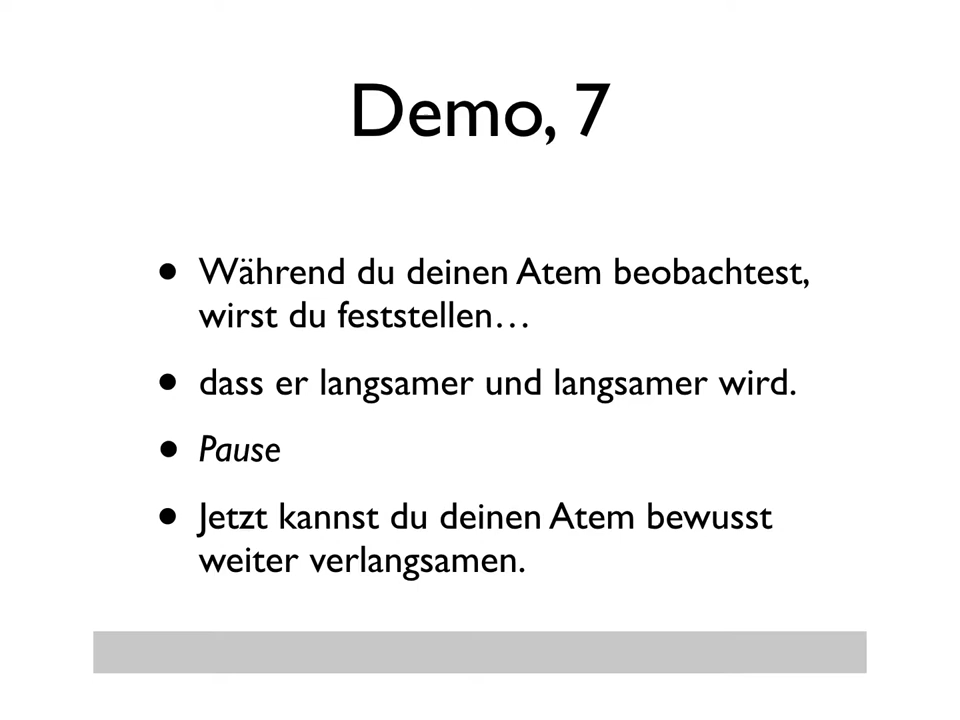 Demo, 7
• Während du deinen Atem beobachtest,
wirst du feststellen…
• dass er langsamer und langsamer wird.
• Pause
• Jetzt kannst du deinen Atem bewusst
weiter verlangsamen.